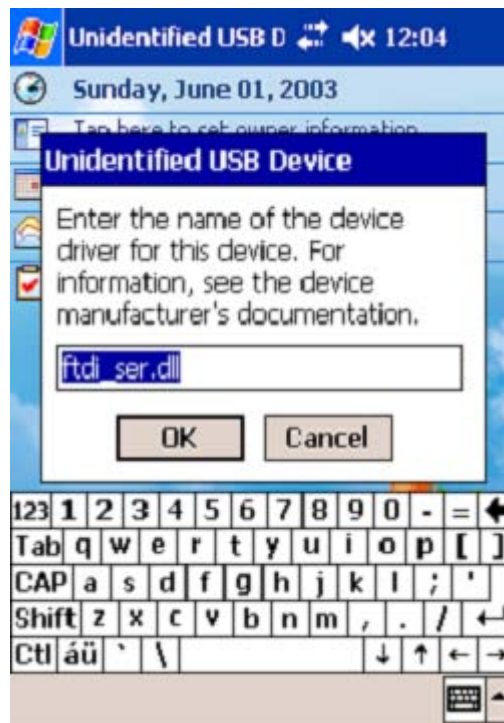 Unidentified USB D 12:04
Sunday, June 01, 2003
Tap here to set owner information
Unidentified USB Device
Enter the name of the device
driver for this device. For
information, see the device
manufacturer's documentation.
ftdi_ser.dll
OK Cancel
123 1 2 3 4 5 6 7 8 9 0 - =
Tab q w e r t y u i o p [ ]
CAP a s d f g h j k l ; '
Shift z x c v b n m , . /
Ctl áü ` \